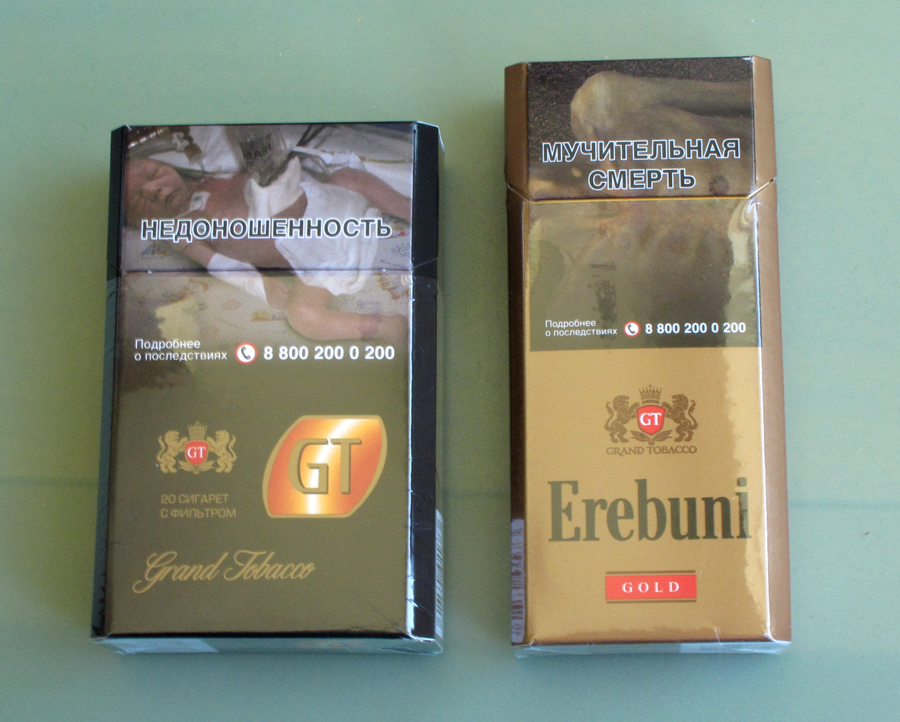 НЕДОНОШЕННОСТЬ
Подробнее
о последствиях 8 800 200 0 200
GT
GT
20 СИГАРЕТ
С ФИЛЬТРОМ
Grand Tobacco
МУЧИТЕЛЬНАЯ
СМЕРТЬ
Подробнее
о последствиях 8 800 200 0 200
GT
GRAND TOBACCO
Erebuni
GOLD